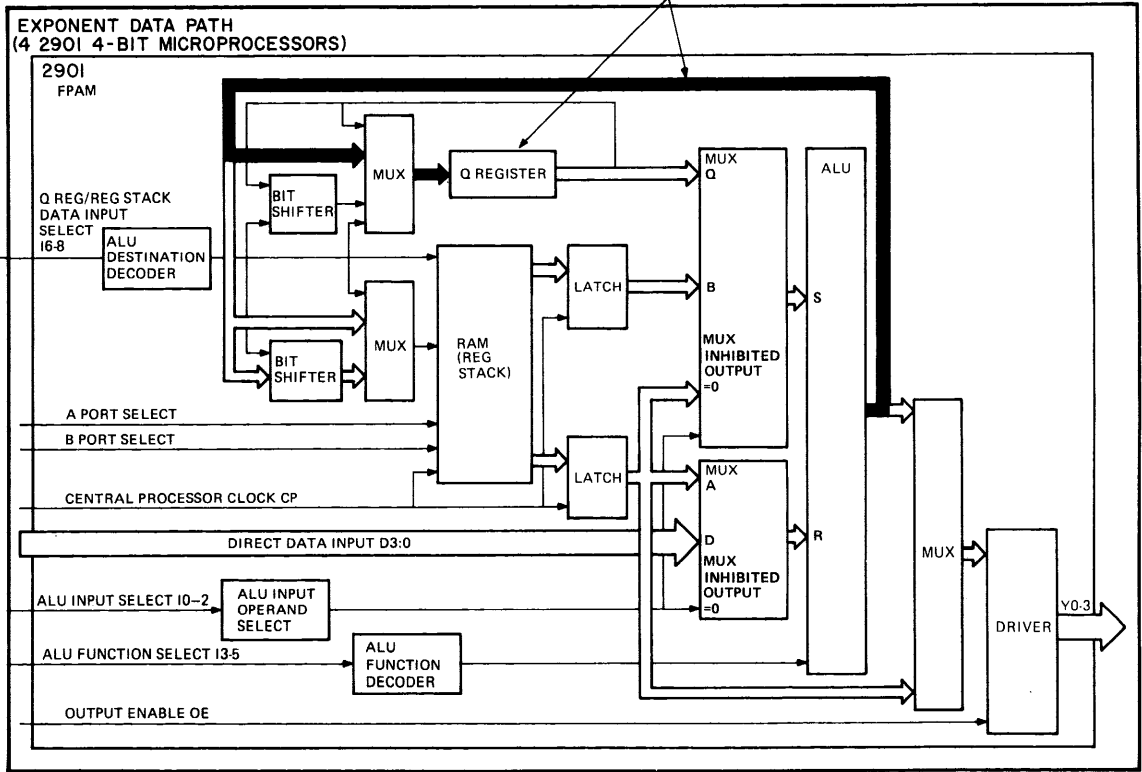 EXPONENT DATA PATH
(4 2901 4-BIT MICROPROCESSORS)
2901
FPAM
MUX
Q REGISTER
MUX
Q
ALU
Q REG/REG STACK
DATA INPUT
SELECT
I6-8
BIT
SHIFTER
ALU
DESTINATION
DECODER
LATCH
B
S
MUX
RAM
(REG
STACK)
MUX
INHIBITED
OUTPUT
=0
BIT
SHIFTER
A PORT SELECT
B PORT SELECT
LATCH
MUX
A
CENTRAL PROCESSOR CLOCK CP
DIRECT DATA INPUT D3:0
D
R
MUX
MUX
INHIBITED
OUTPUT
=0
ALU INPUT SELECT I0-2
ALU INPUT
OPERAND
SELECT
Y0-3
DRIVER
ALU FUNCTION SELECT I3-5
ALU
FUNCTION
DECODER
OUTPUT ENABLE OE